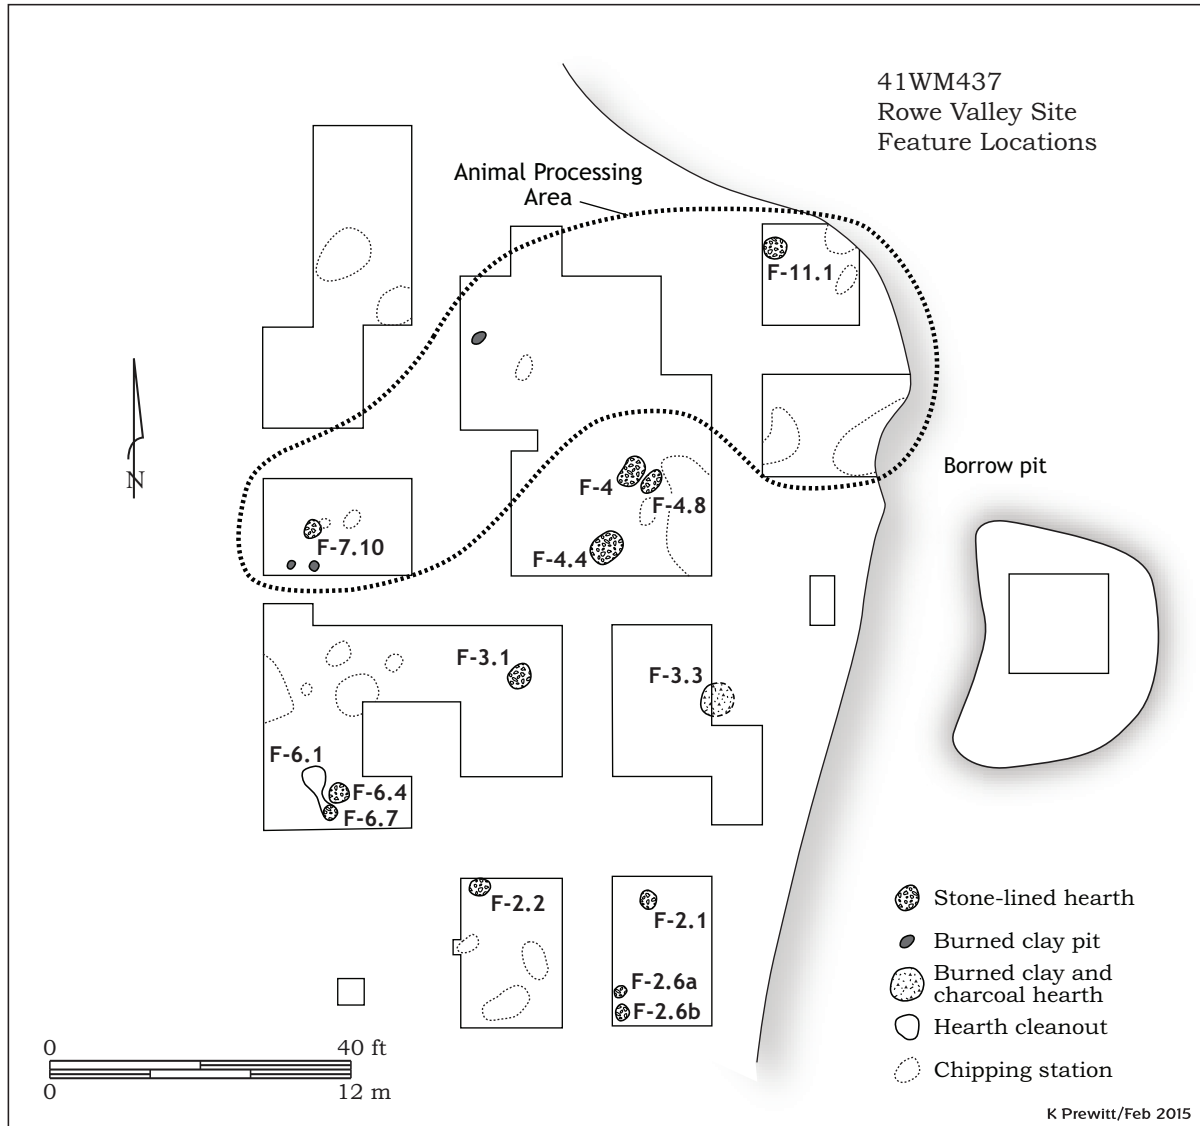 41WM437
Rowe Valley Site
Feature Locations
Animal Processing
Area
F-11.1
N
F-4
F-4.8
Borrow pit
F-7.10
F-4.4
F-3.1
F-3.3
F-6.1
F-6.4
F-6.7
F-2.2
F-2.1
F-2.6a
F-2.6b
Stone-lined hearth
Burned clay pit
Burned clay and
charcoal hearth
Hearth cleanout
Chipping station
0 40 ft
0 12 m
K Prewitt/Feb 2015